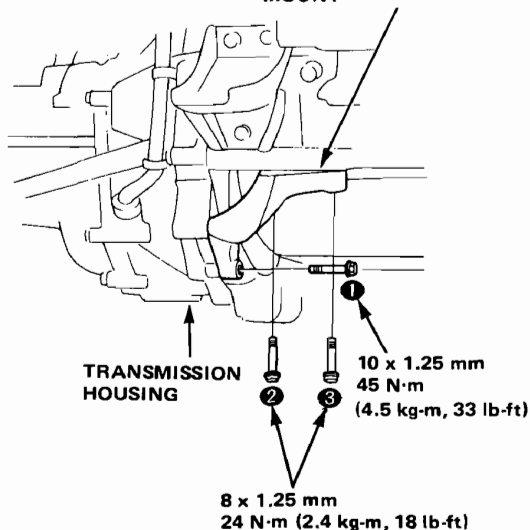 MOUNT
1
10 x 1.25 mm
45 N·m
(4.5 kg-m, 33 lb-ft)
TRANSMISSION
HOUSING
2
3
8 x 1.25 mm
24 N·m (2.4 kg-m, 18 lb-ft)